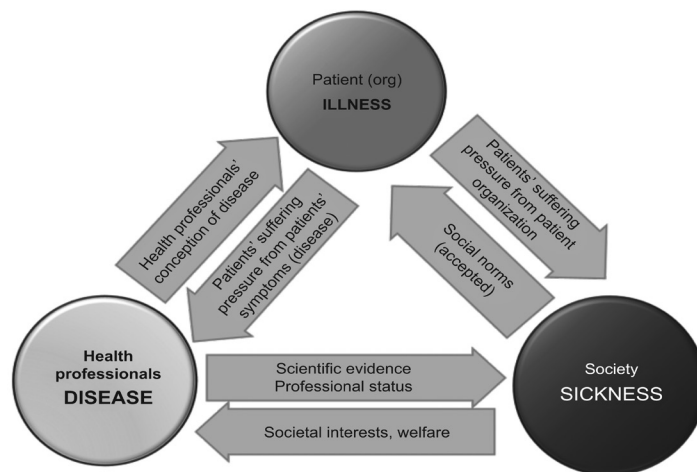 Patient (org)
ILLNESS
Health professionals'
conception of disease
Patients' suffering
pressure from patients'
symptoms (disease)
Patients' suffering
pressure from patient
organization
Social norms
(accepted)
Health
professionals
DISEASE
Scientific evidence
Professional status
Societal interests, welfare
Society
SICKNESS